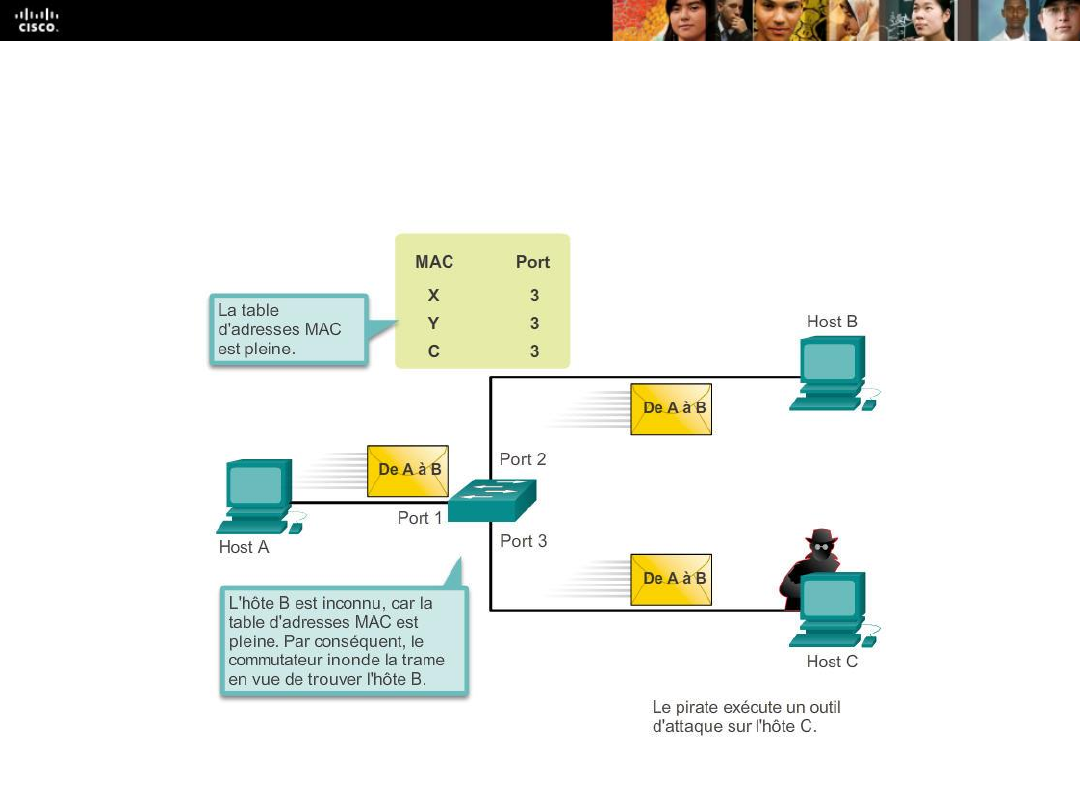 CISCO.
MAC Port
X 3
Y 3
C 3
La table
d'adresses MAC
est pleine.
Host B
De A à B
Port 2
De A à B
Port 1
Host A
Port 3
De A à B
L'hôte B est inconnu, car la
table d'adresses MAC est
pleine. Par conséquent, le
commutateur inonde la trame
en vue de trouver l'hôte B.
Host C
Le pirate exécute un outil
d'attaque sur l'hôte C.